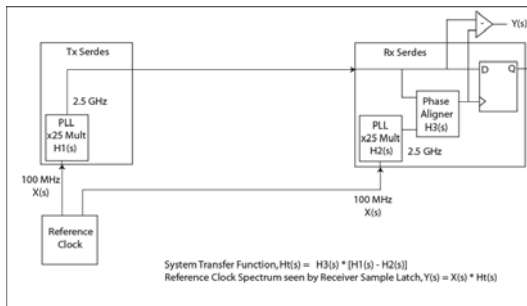 Y(s)
-
Tx Serdes
Rx Serdes
2.5 GHz
D
Q
PLL
x25 Mult
H1(s)
Phase
Aligner
H3(s)
PLL
x25 Mult
H2(s)
2.5 GHz
100 MHz
X(s)
100 MHz
X(s)
Reference
Clock
System Transfer Function, Ht(s) = H3(s) * [H1(s) - H2(s)]
Reference Clock Spectrum seen by Receiver Sample Latch, Y(s) = X(s) * Ht(s)